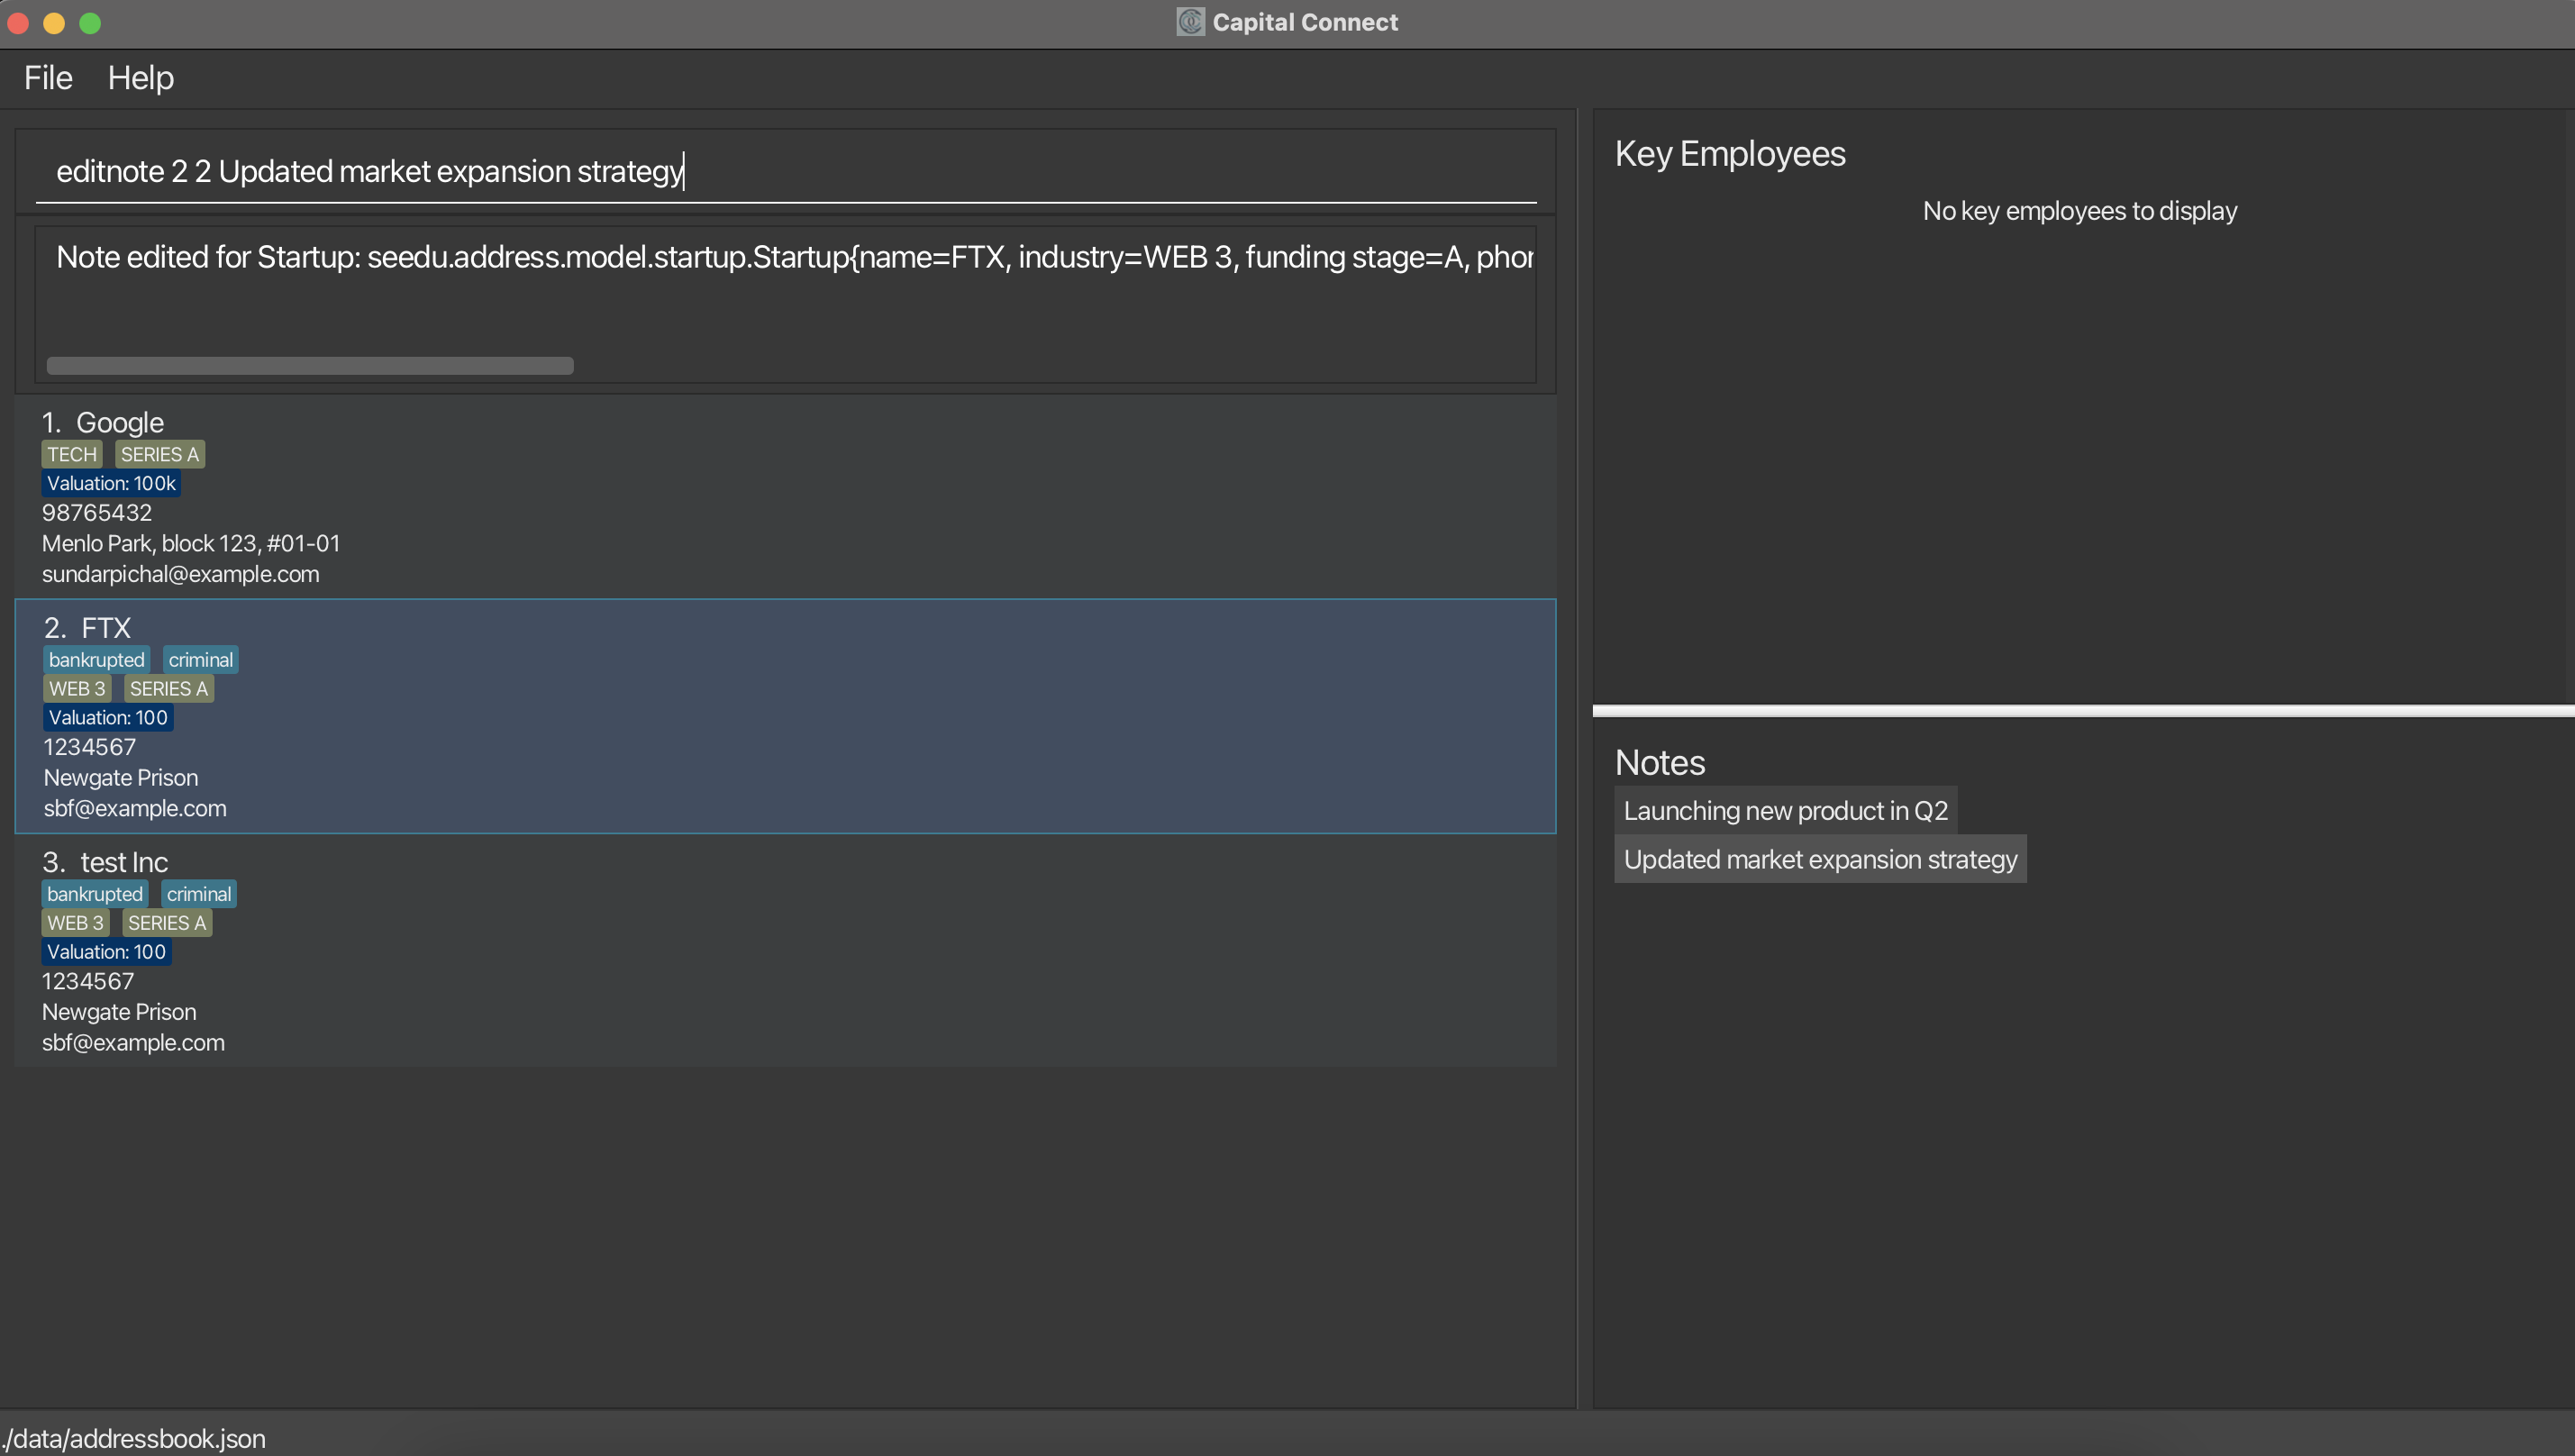 Capital Connect
File Help
editnote 2 2 Updated market expansion strategy
Note edited for Startup: seedu.address.model.startup.Startup{name=FTX, industry=WEB 3, funding stage=A, phor
1. Google
TECH SERIES A
Valuation: 100k
98765432
Menlo Park, block 123, #01-01
sundarpichal@example.com
2. FTX
bankrupted criminal
WEB 3 SERIES A
Valuation: 100
1234567
Newgate Prison
sbf@example.com
3. test Inc
bankrupted criminal
WEB 3 SERIES A
Valuation: 100
1234567
Newgate Prison
sbf@example.com
Key Employees
No key employees to display
Notes
Launching new product in Q2
Updated market expansion strategy
./data/addressbook.json